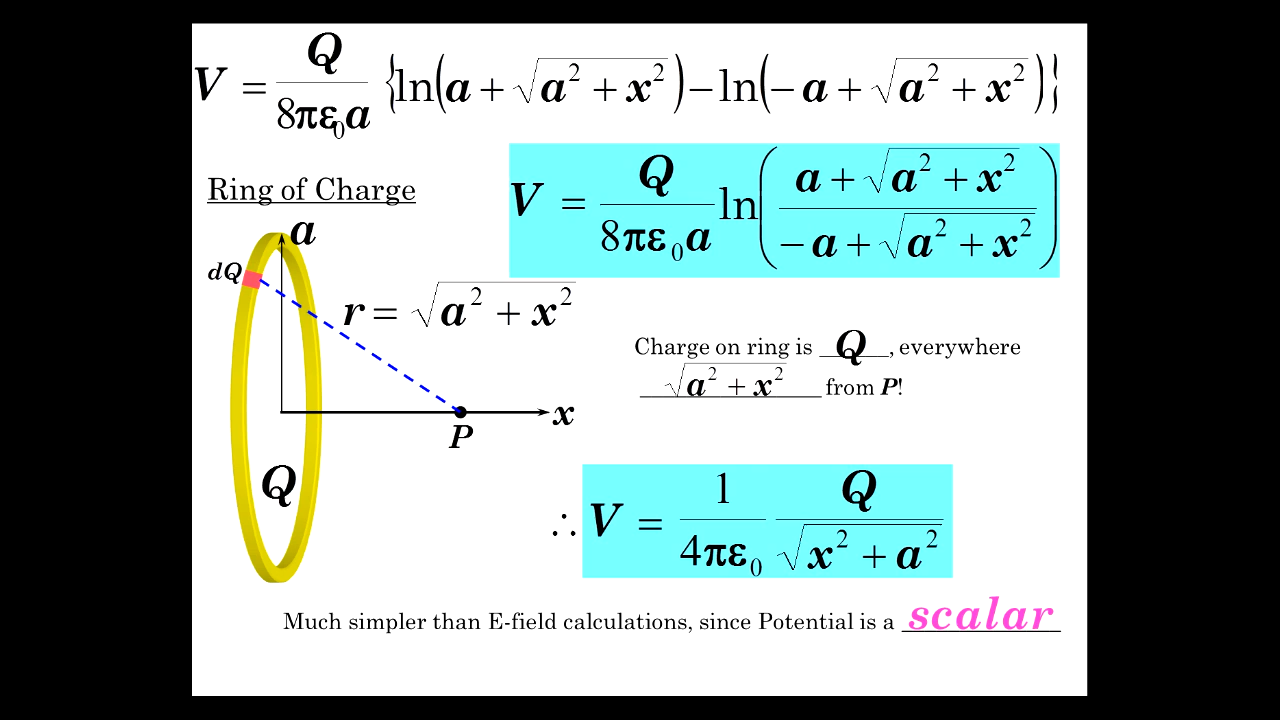 V = Q / 8πε₀a {ln(a + √a² + x²) − ln(−a + √a² + x²)}
V = Q / 8πε₀a ln(a + √a² + x² / −a + √a² + x²)
Ring of Charge
a
dQ
r = √a² + x²
Charge on ring is Q, everywhere
√a² + x² from P!
x
P
Q
∴ V = 1 / 4πε₀ Q / √x² + a²
Much simpler than E-field calculations, since Potential is a scalar